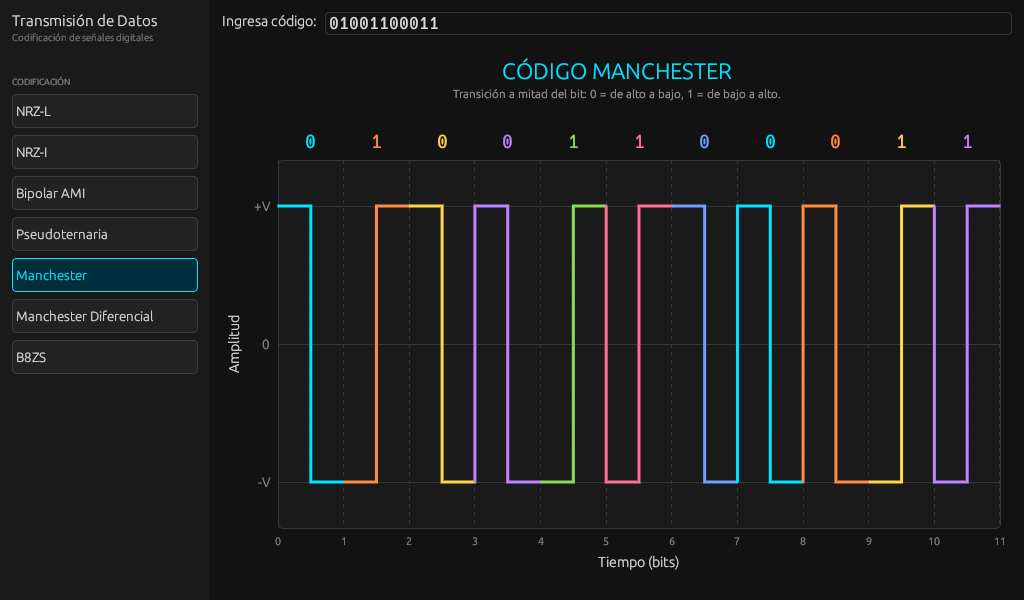 Transmisión de Datos
Codificación de señales digitales
CODIFICACIÓN
NRZ-L
NRZ-I
Bipolar AMI
Pseudoternaria
Manchester
Manchester Diferencial
B8ZS
Ingresa código: 01001100011
CÓDIGO MANCHESTER
Transición a mitad del bit: 0 = de alto a bajo, 1 = de bajo a alto.
0 1 0 0 1 1 0 0 0 1 1
+V
0
-V
Amplitud
0 1 2 3 4 5 6 7 8 9 10 11
Tiempo (bits)